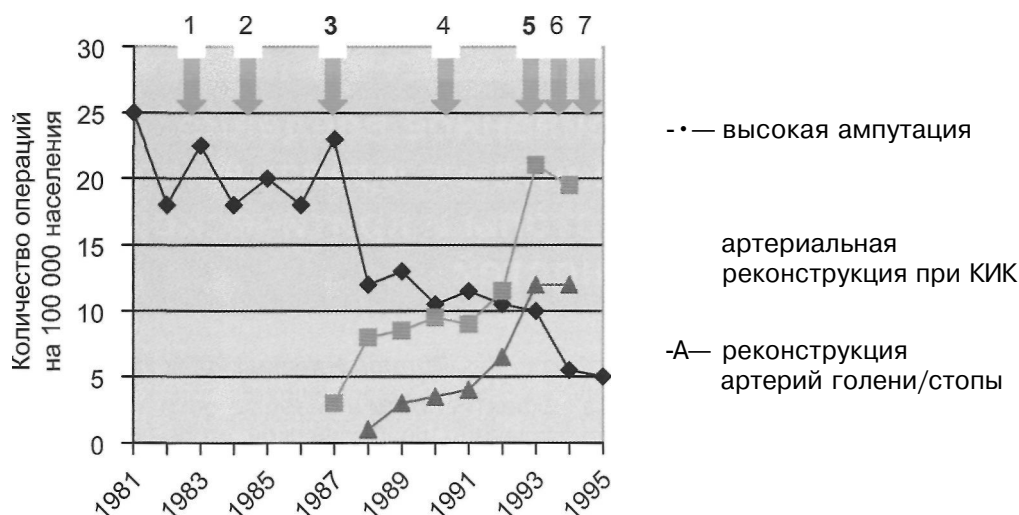 1 2 3 4 5 6 7
30
25
20
15
10
5
0
Количество операций
на 100 000 населения
1981 1983 1985 1987 1989 1991 1993 1995
-·— высокая ампутация
артериальная
реконструкция при КИК
-А— реконструкция
артерий голени/стопы